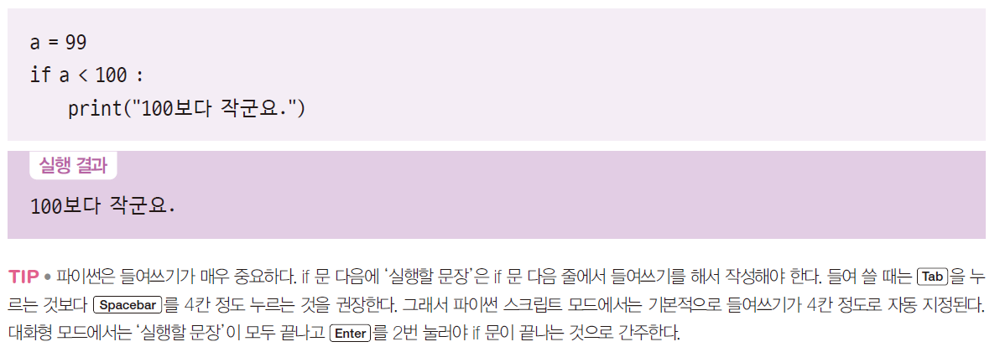 a = 99
if a < 100 :
    print("100보다 작군요.")
실행 결과
100보다 작군요.
TIP • 파이썬은 들여쓰기가 매우 중요하다. if 문 다음에 ‘실행할 문장’은 if 문 다음 줄에서 들여쓰기를 해서 작성해야 한다. 들여 쓸 때는 Tab 을 누
르는 것보다 Spacebar 를 4칸 정도 누르는 것을 권장한다. 그래서 파이썬 스크립트 모드에서는 기본적으로 들여쓰기가 4칸 정도로 자동 지정된다.
대화형 모드에서는 ‘실행할 문장’이 모두 끝나고 Enter 를 2번 눌러야 if 문이 끝나는 것으로 간주한다.